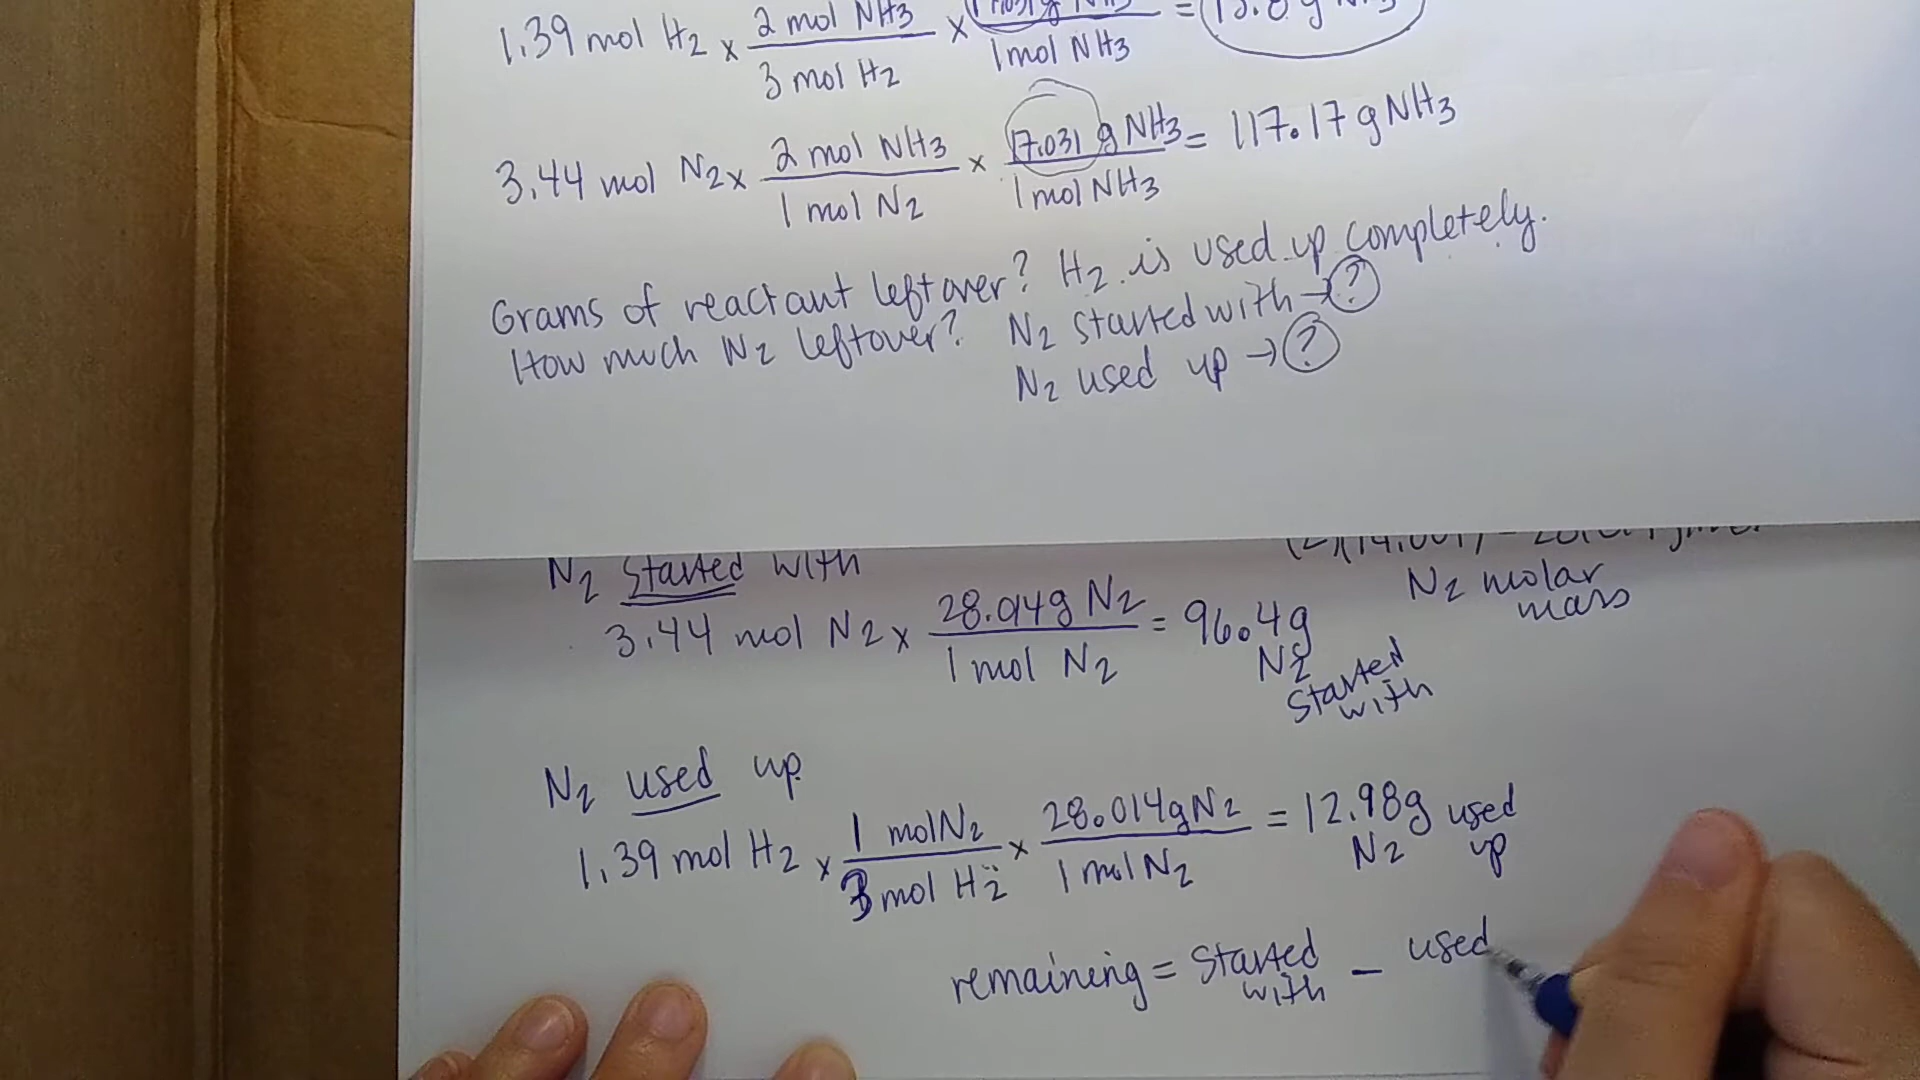 1.39 mol H2 x 2 mol NH3 / 3 mol H2 x / 1 mol NH3 =
3.44 mol N2 x 2 mol NH3 / 1 mol N2 x 17.031 g NH3 / 1 mol NH3 = 117.17 g NH3
Grams of reactant leftover? H2 is used up completely.
How much N2 leftover? N2 started with → ?
N2 used up → ?
N2 started with
N2 molar
mass
3.44 mol N2 x 28.014g N2 / 1 mol N2 = 96.4g
N2
started
with
N2 used up
1.39 mol H2 x 1 mol N2 / 3 mol H2 x 28.014g N2 / 1 mol N2 = 12.98g used
N2 up
remaining = started - used
with